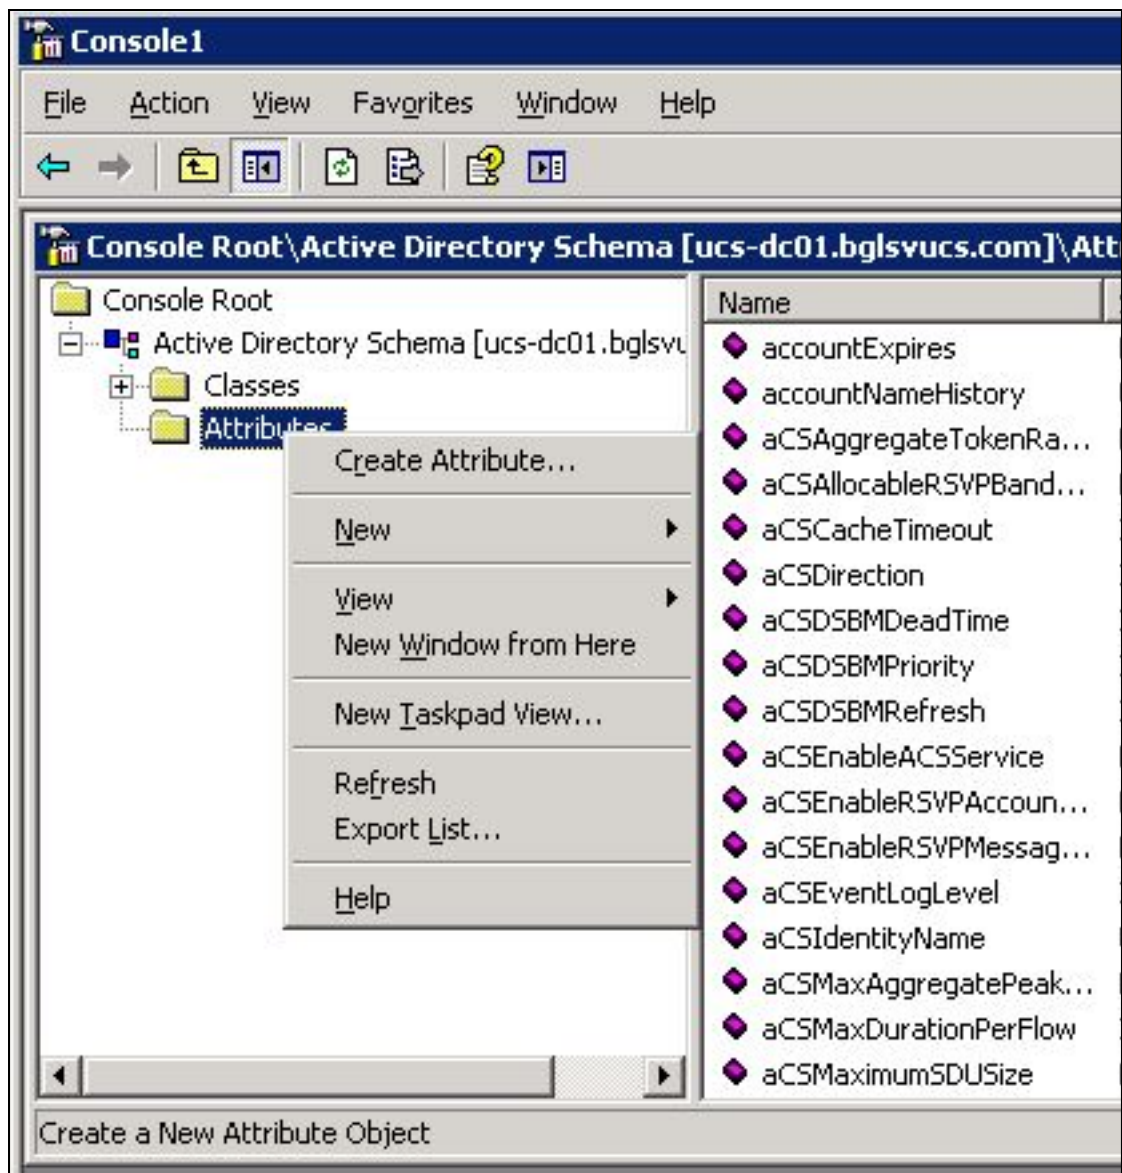 Console1
File Action View Favorites Window Help
Console Root\Active Directory Schema [ucs-dc01.bglsvucs.com]\Att
Console Root
Active Directory Schema [ucs-dc01.bglsvu
Classes
Attributes
Create Attribute...
New
View
New Window from Here
New Taskpad View...
Refresh
Export List...
Help
Name
accountExpires
accountNameHistory
aCSAggregateTokenRa...
aCSAllocableRSVPBand...
aCSCacheTimeout
aCSDirection
aCSDSBMDeadTime
aCSDSBMPriority
aCSDSBMRefresh
aCSEnableACSService
aCSEnableRSVPAccoun...
aCSEnableRSVPMessag...
aCSEventLogLevel
aCSIdentityName
aCSMaxAggregatePeak...
aCSMaxDurationPerFlow
aCSMaximumSDUSize
Create a New Attribute Object